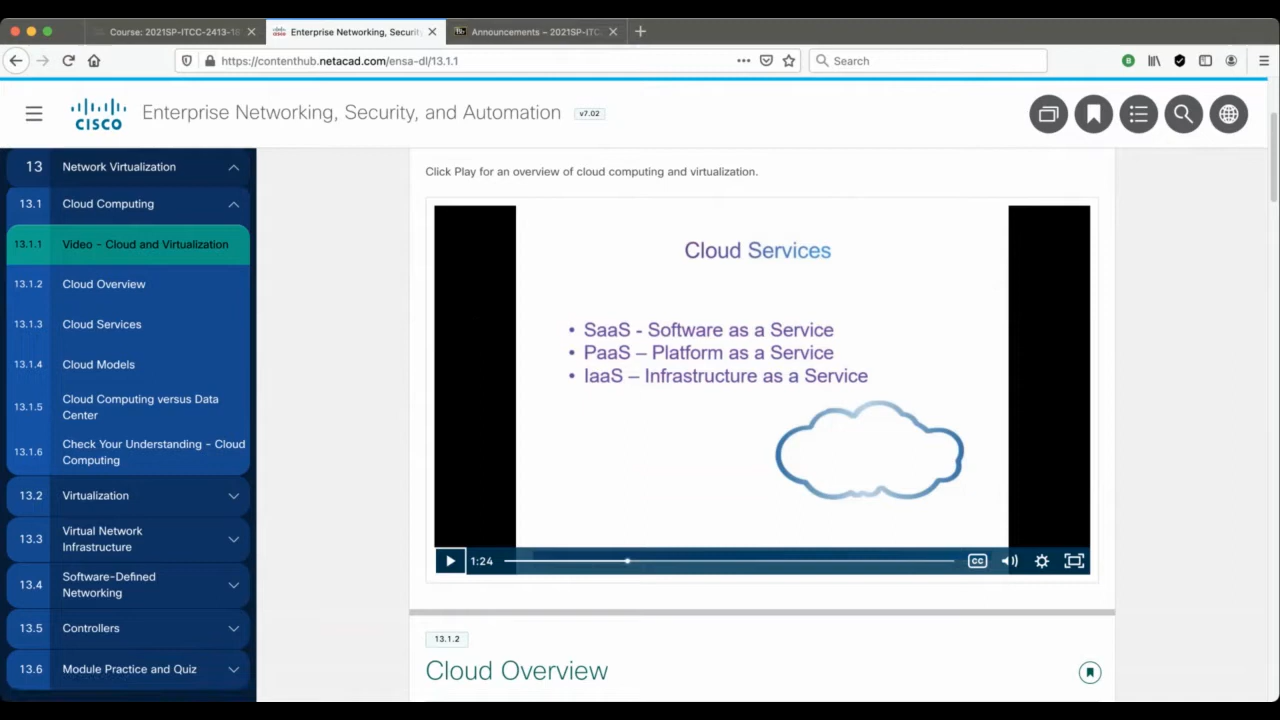 Course: 2021SP-ITCC-2413-18
Enterprise Networking, Securit
Announcements – 2021SP-ITC
https://contenthub.netacad.com/ensa-dl/13.1.1
Search
CISCO
Enterprise Networking, Security, and Automation
v7.02
13 Network Virtualization
13.1 Cloud Computing
13.1.1 Video - Cloud and Virtualization
13.1.2 Cloud Overview
13.1.3 Cloud Services
13.1.4 Cloud Models
13.1.5 Cloud Computing versus Data
Center
13.1.6 Check Your Understanding - Cloud
Computing
13.2 Virtualization
13.3 Virtual Network
Infrastructure
13.4 Software-Defined
Networking
13.5 Controllers
13.6 Module Practice and Quiz
Click Play for an overview of cloud computing and virtualization.
Cloud Services
• SaaS - Software as a Service
• PaaS – Platform as a Service
• IaaS – Infrastructure as a Service
1:24
CC
13.1.2
Cloud Overview